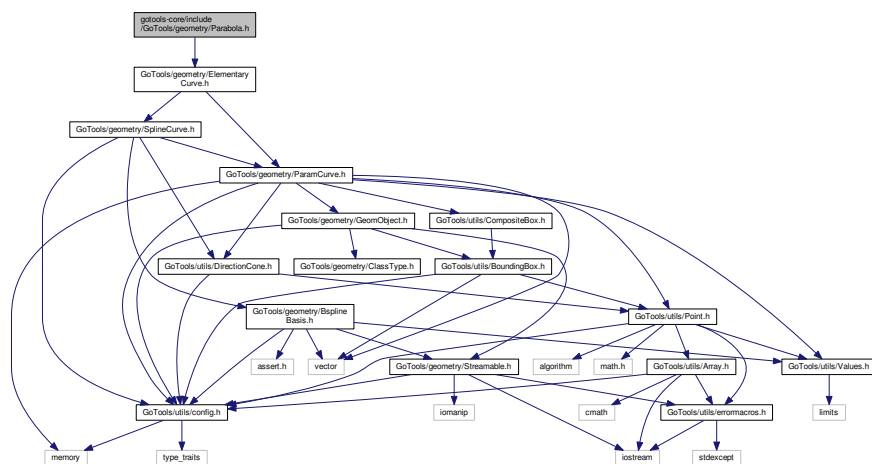 gotools-core/include
/GoTools/geometry/Parabola.h
GoTools/geometry/Elementary
Curve.h
GoTools/geometry/SplineCurve.h
GoTools/geometry/ParamCurve.h
GoTools/geometry/GeomObject.h
GoTools/utils/CompositeBox.h
GoTools/utils/DirectionCone.h
GoTools/geometry/ClassType.h
GoTools/utils/BoundingBox.h
GoTools/geometry/Bspline
Basis.h
GoTools/utils/Point.h
assert.h
vector
GoTools/geometry/Streamable.h
algorithm
math.h
GoTools/utils/Array.h
GoTools/utils/Values.h
GoTools/utils/config.h
iomanip
cmath
GoTools/utils/errormacros.h
limits
memory
type_traits
iostream
stdexcept